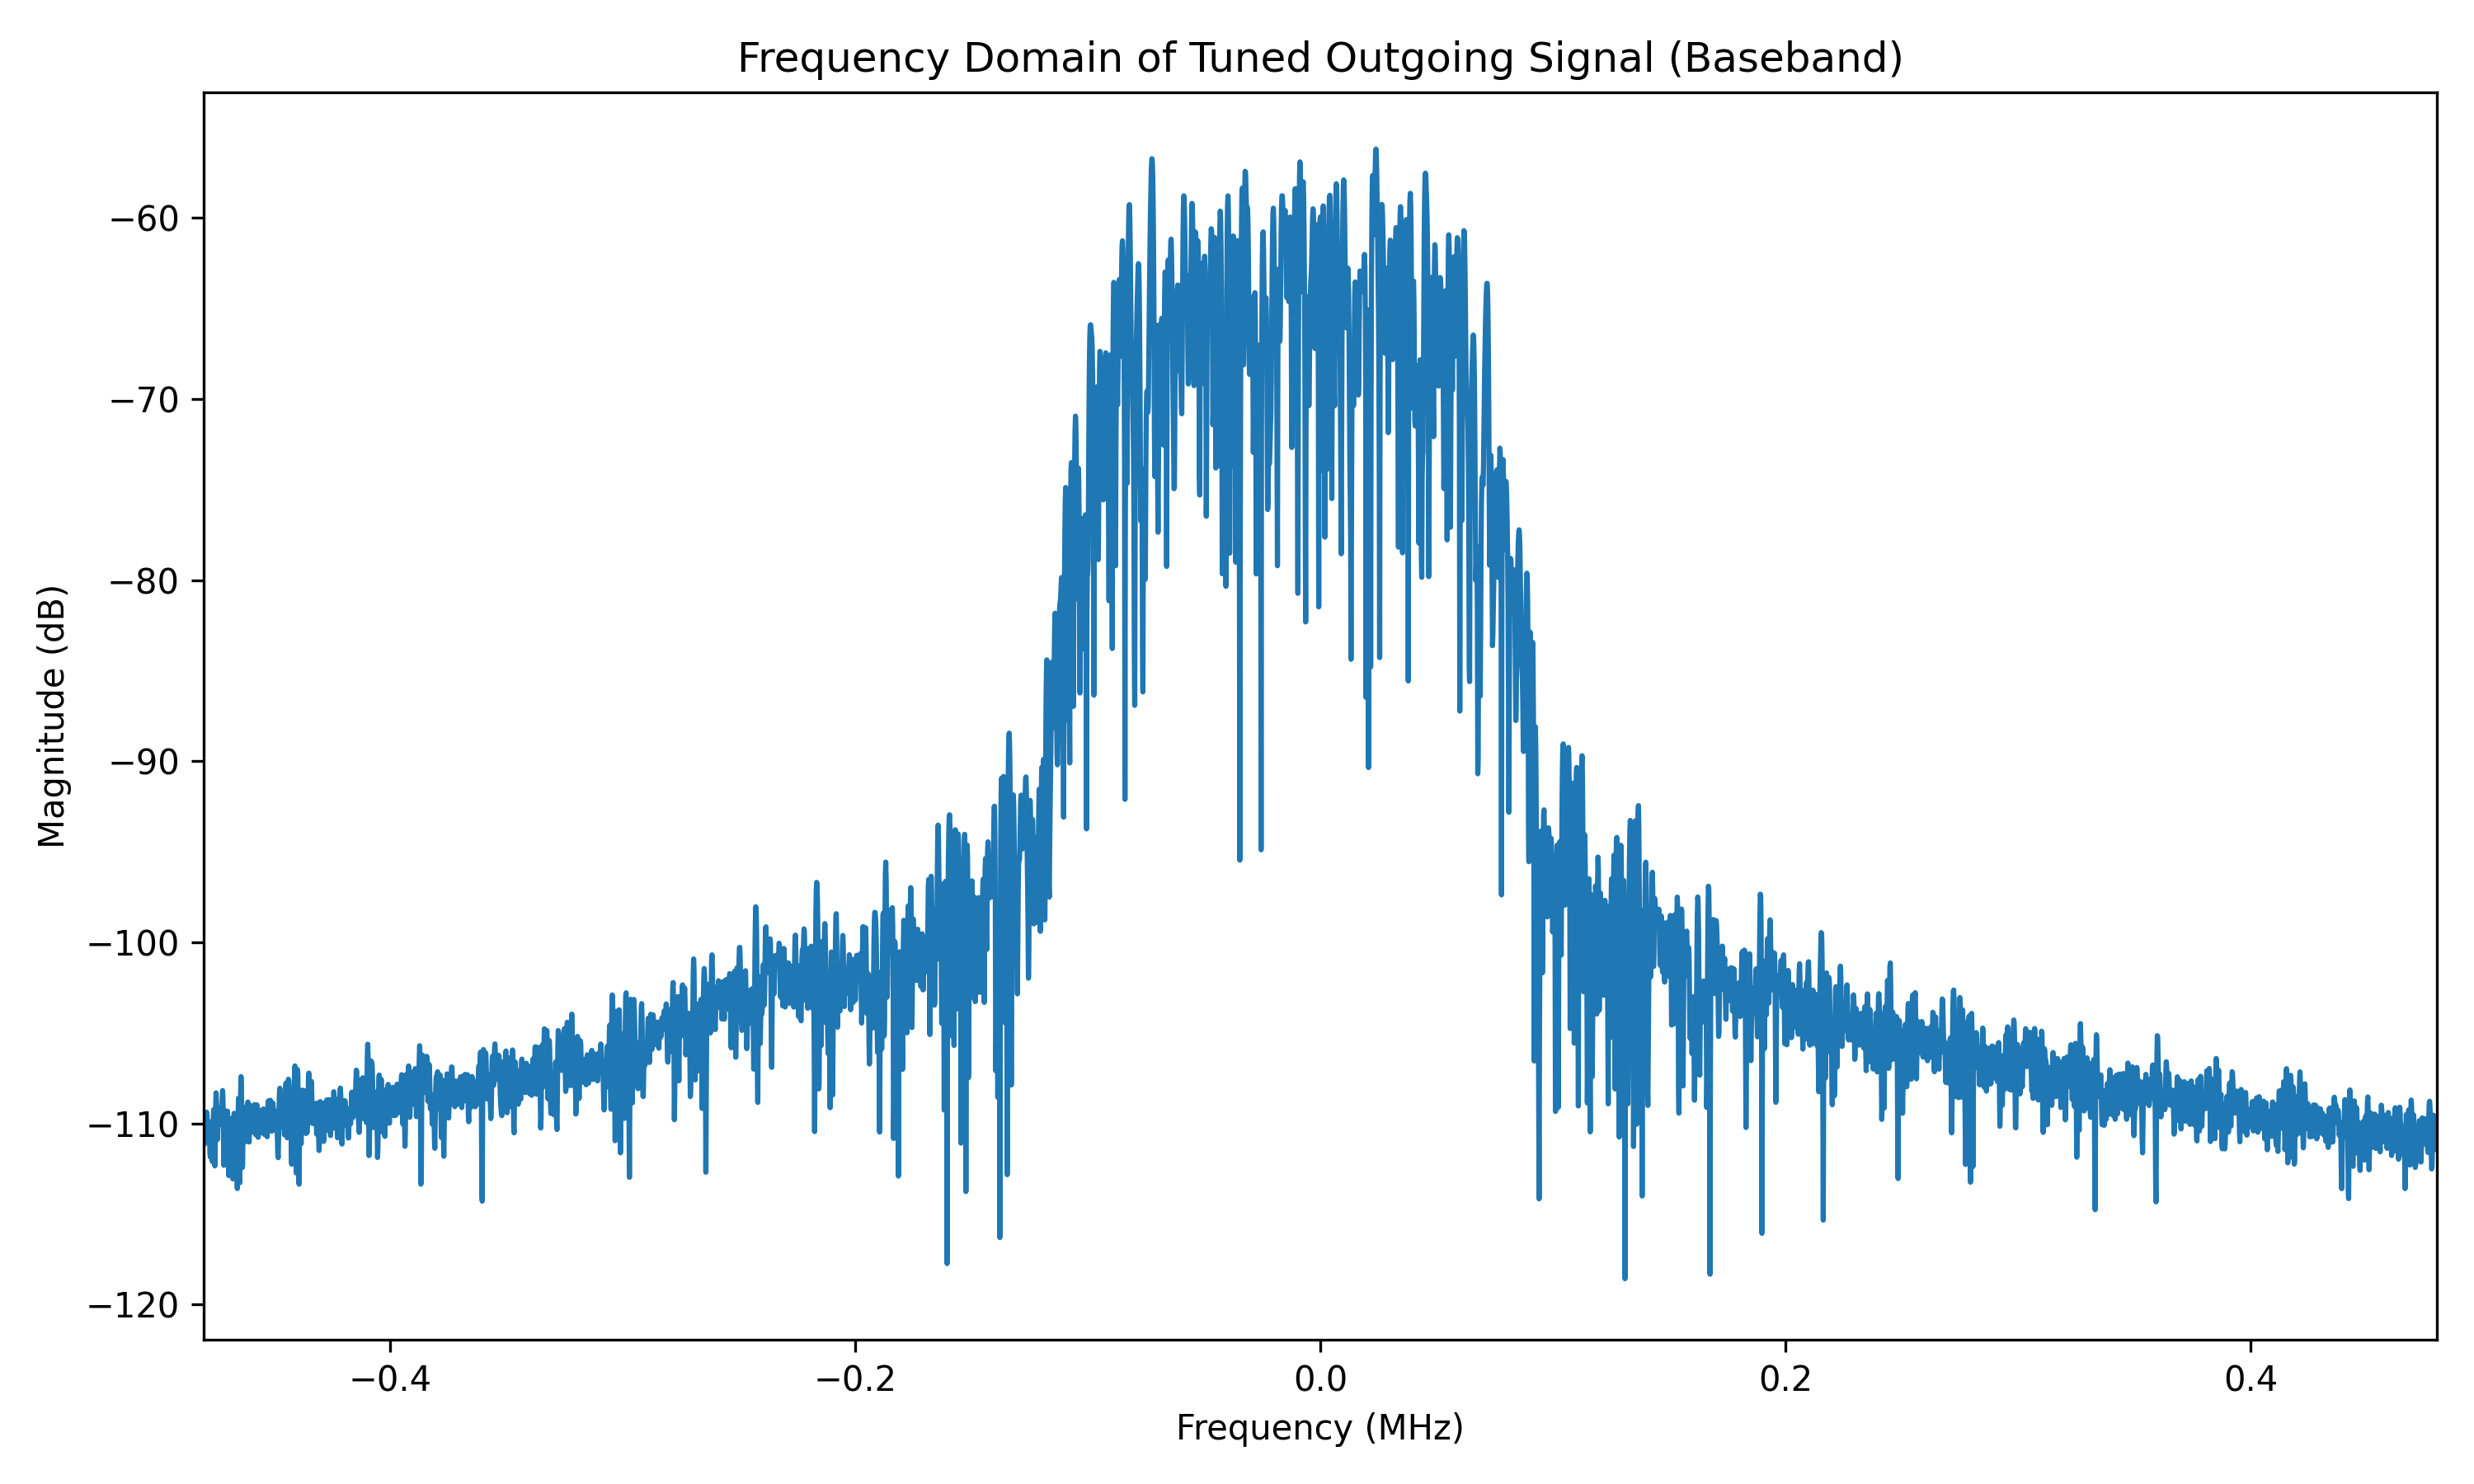 Frequency Domain of Tuned Outgoing Signal (Baseband)
Magnitude (dB)
−60
−70
−80
−90
−100
−110
−120
−0.4 −0.2 0.0 0.2 0.4
Frequency (MHz)